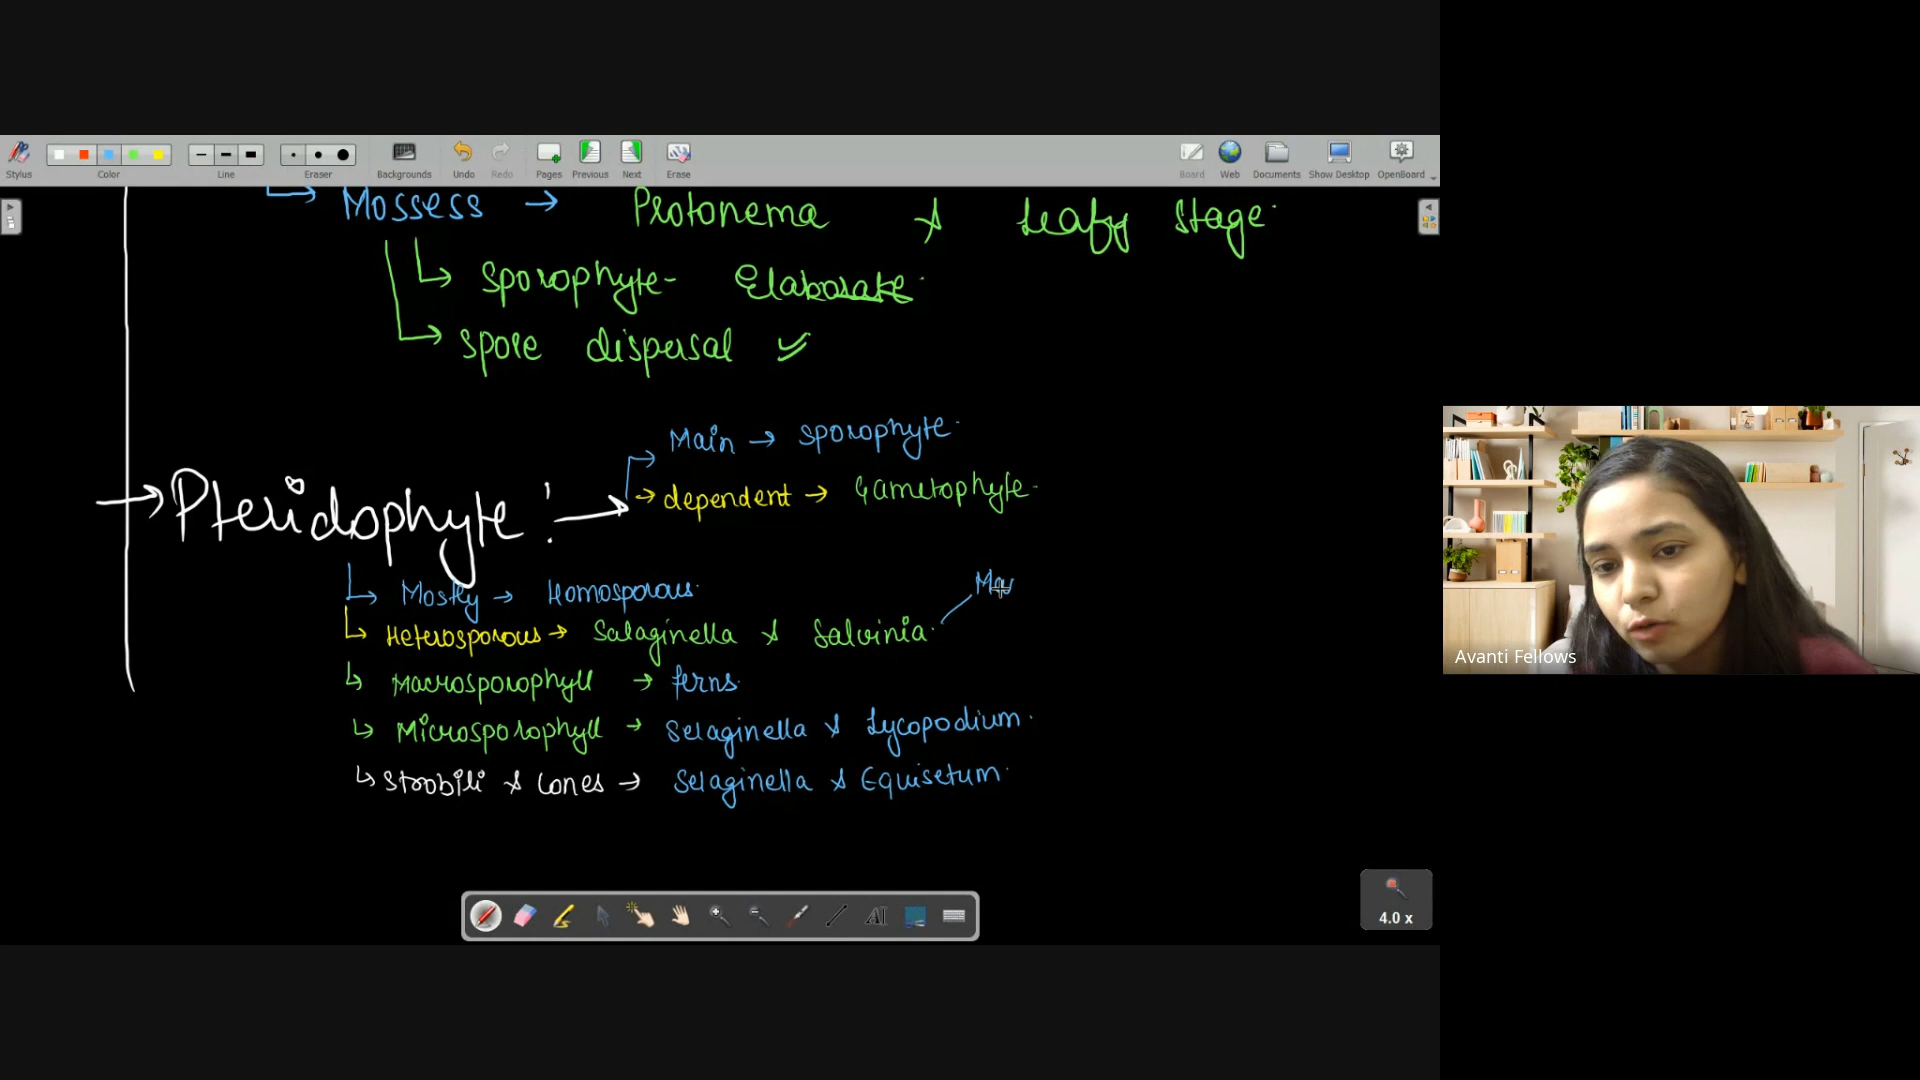 Stylus Color Line Eraser Backgrounds Undo Redo Pages Previous Next Erase Board Web Documents Show Desktop OpenBoard
Mossess → Protonema & Leafy Stage.
Sporophyte - Elaborate.
Spore dispersal
Main → Sporophyte.
Pteridophyte : → dependent → Gametophyte.
Mostly → Homosporous.
Heterosporous → Salaginella & Salvinia.
Macrosporophyll → ferns.
Microsporophyll → Selaginella & Lycopodium.
Strobili & Cones → Selaginella & Equisetum.
4.0 x
Avanti Fellows